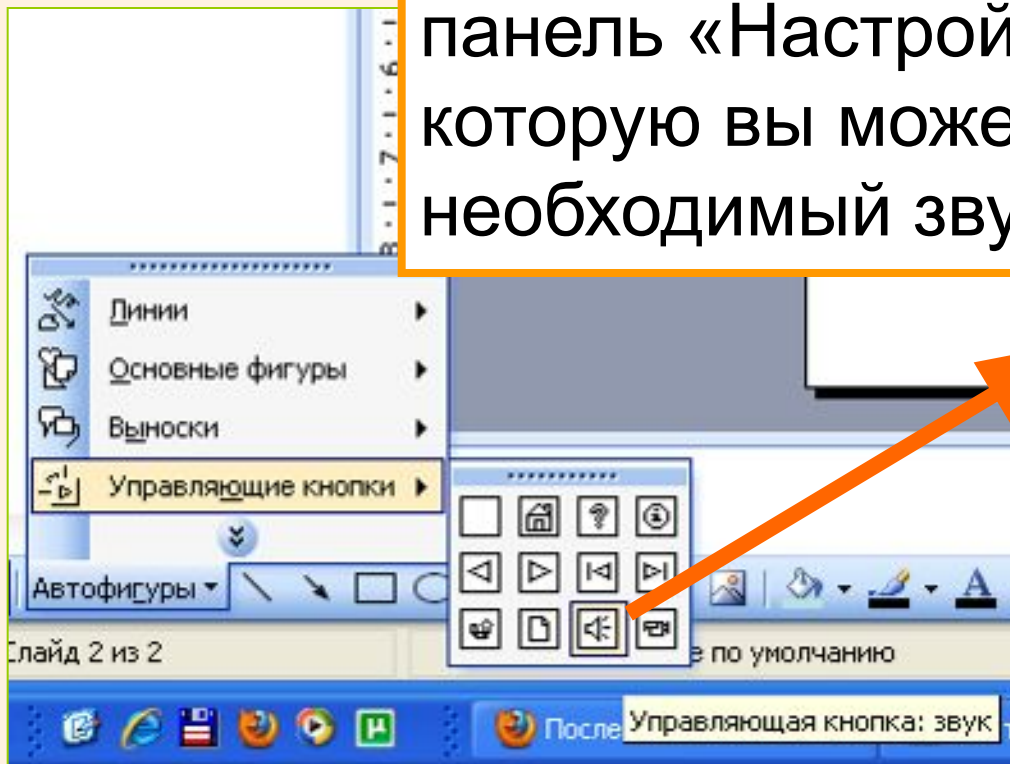 панель «Настрой
которую вы може
необходимый зву
Линии
Основные фигуры
Выноски
Управляющие кнопки
Автофигуры
Слайд 2 из 2
е по умолчанию
После
Управляющая кнопка: звук